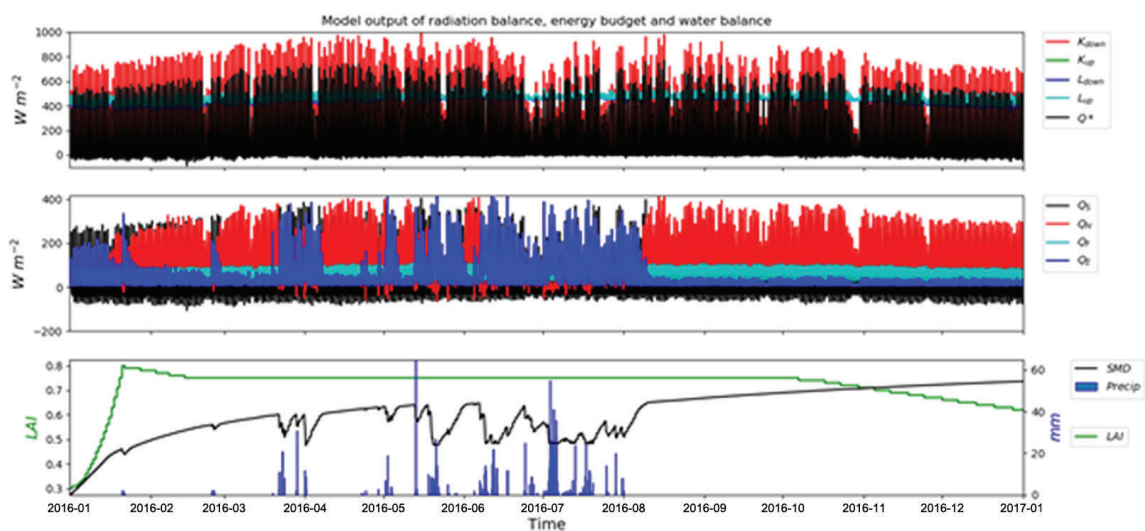 Model output of radiation balance, energy budget and water balance
1000
800
600
400
200
0
W m⁻²
K_down
K_up
L_down
L_up
Q*
400
200
0
−200
W m⁻²
Q_S
Q_H
Q_F
Q_E
0.8
0.7
0.6
0.5
0.4
0.3
LAI
60
40
20
0
mm
SMD
Precip
LAI
2016-01 2016-02 2016-03 2016-04 2016-05 2016-06 2016-07 2016-08 2016-09 2016-10 2016-11 2016-12 2017-01
Time